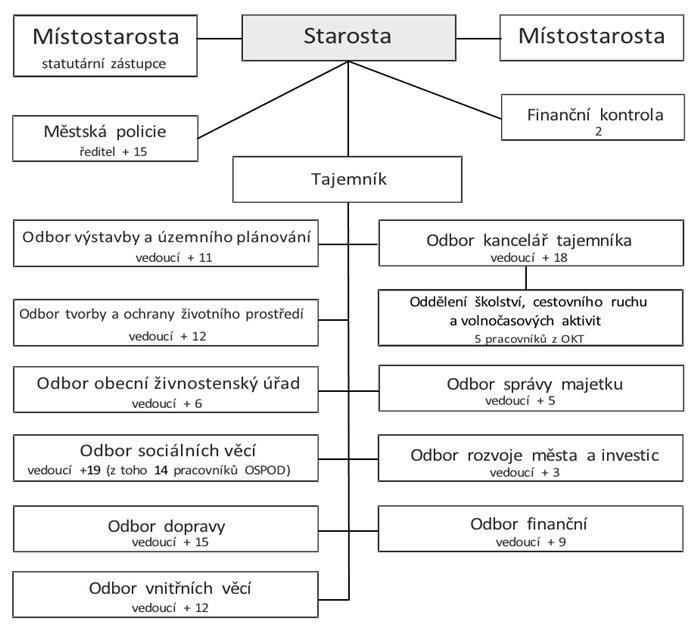 Místostarosta
statutární zástupce
Starosta
Místostarosta
Městská policie
ředitel + 15
Finanční kontrola
2
Tajemník
Odbor výstavby a územního plánování
vedoucí + 11
Odbor kancelář tajemníka
vedoucí + 18
Odbor tvorby a ochrany životního prostředí
vedoucí + 12
Oddělení školství, cestovního ruchu
a volnočasových aktivit
5 pracovníků z OKT
Odbor obecní živnostenský úřad
vedoucí + 6
Odbor správy majetku
vedoucí + 5
Odbor sociálních věcí
vedoucí +19 (z toho 14 pracovníků OSPOD)
Odbor rozvoje města a investic
vedoucí + 3
Odbor dopravy
vedoucí + 15
Odbor finanční
vedoucí + 9
Odbor vnitřních věcí
vedoucí + 12